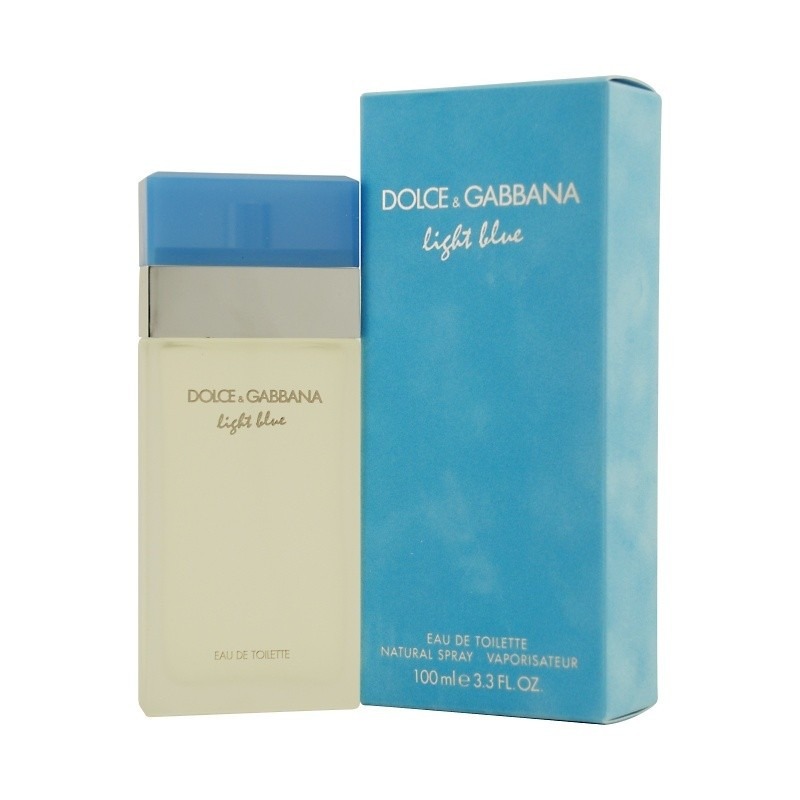 DOLCE & GABBANA
light blue
EAU DE TOILETTE
DOLCE & GABBANA
light blue
EAU DE TOILETTE
NATURAL SPRAY VAPORISATEUR
100 ml e 3.3 FL.OZ.